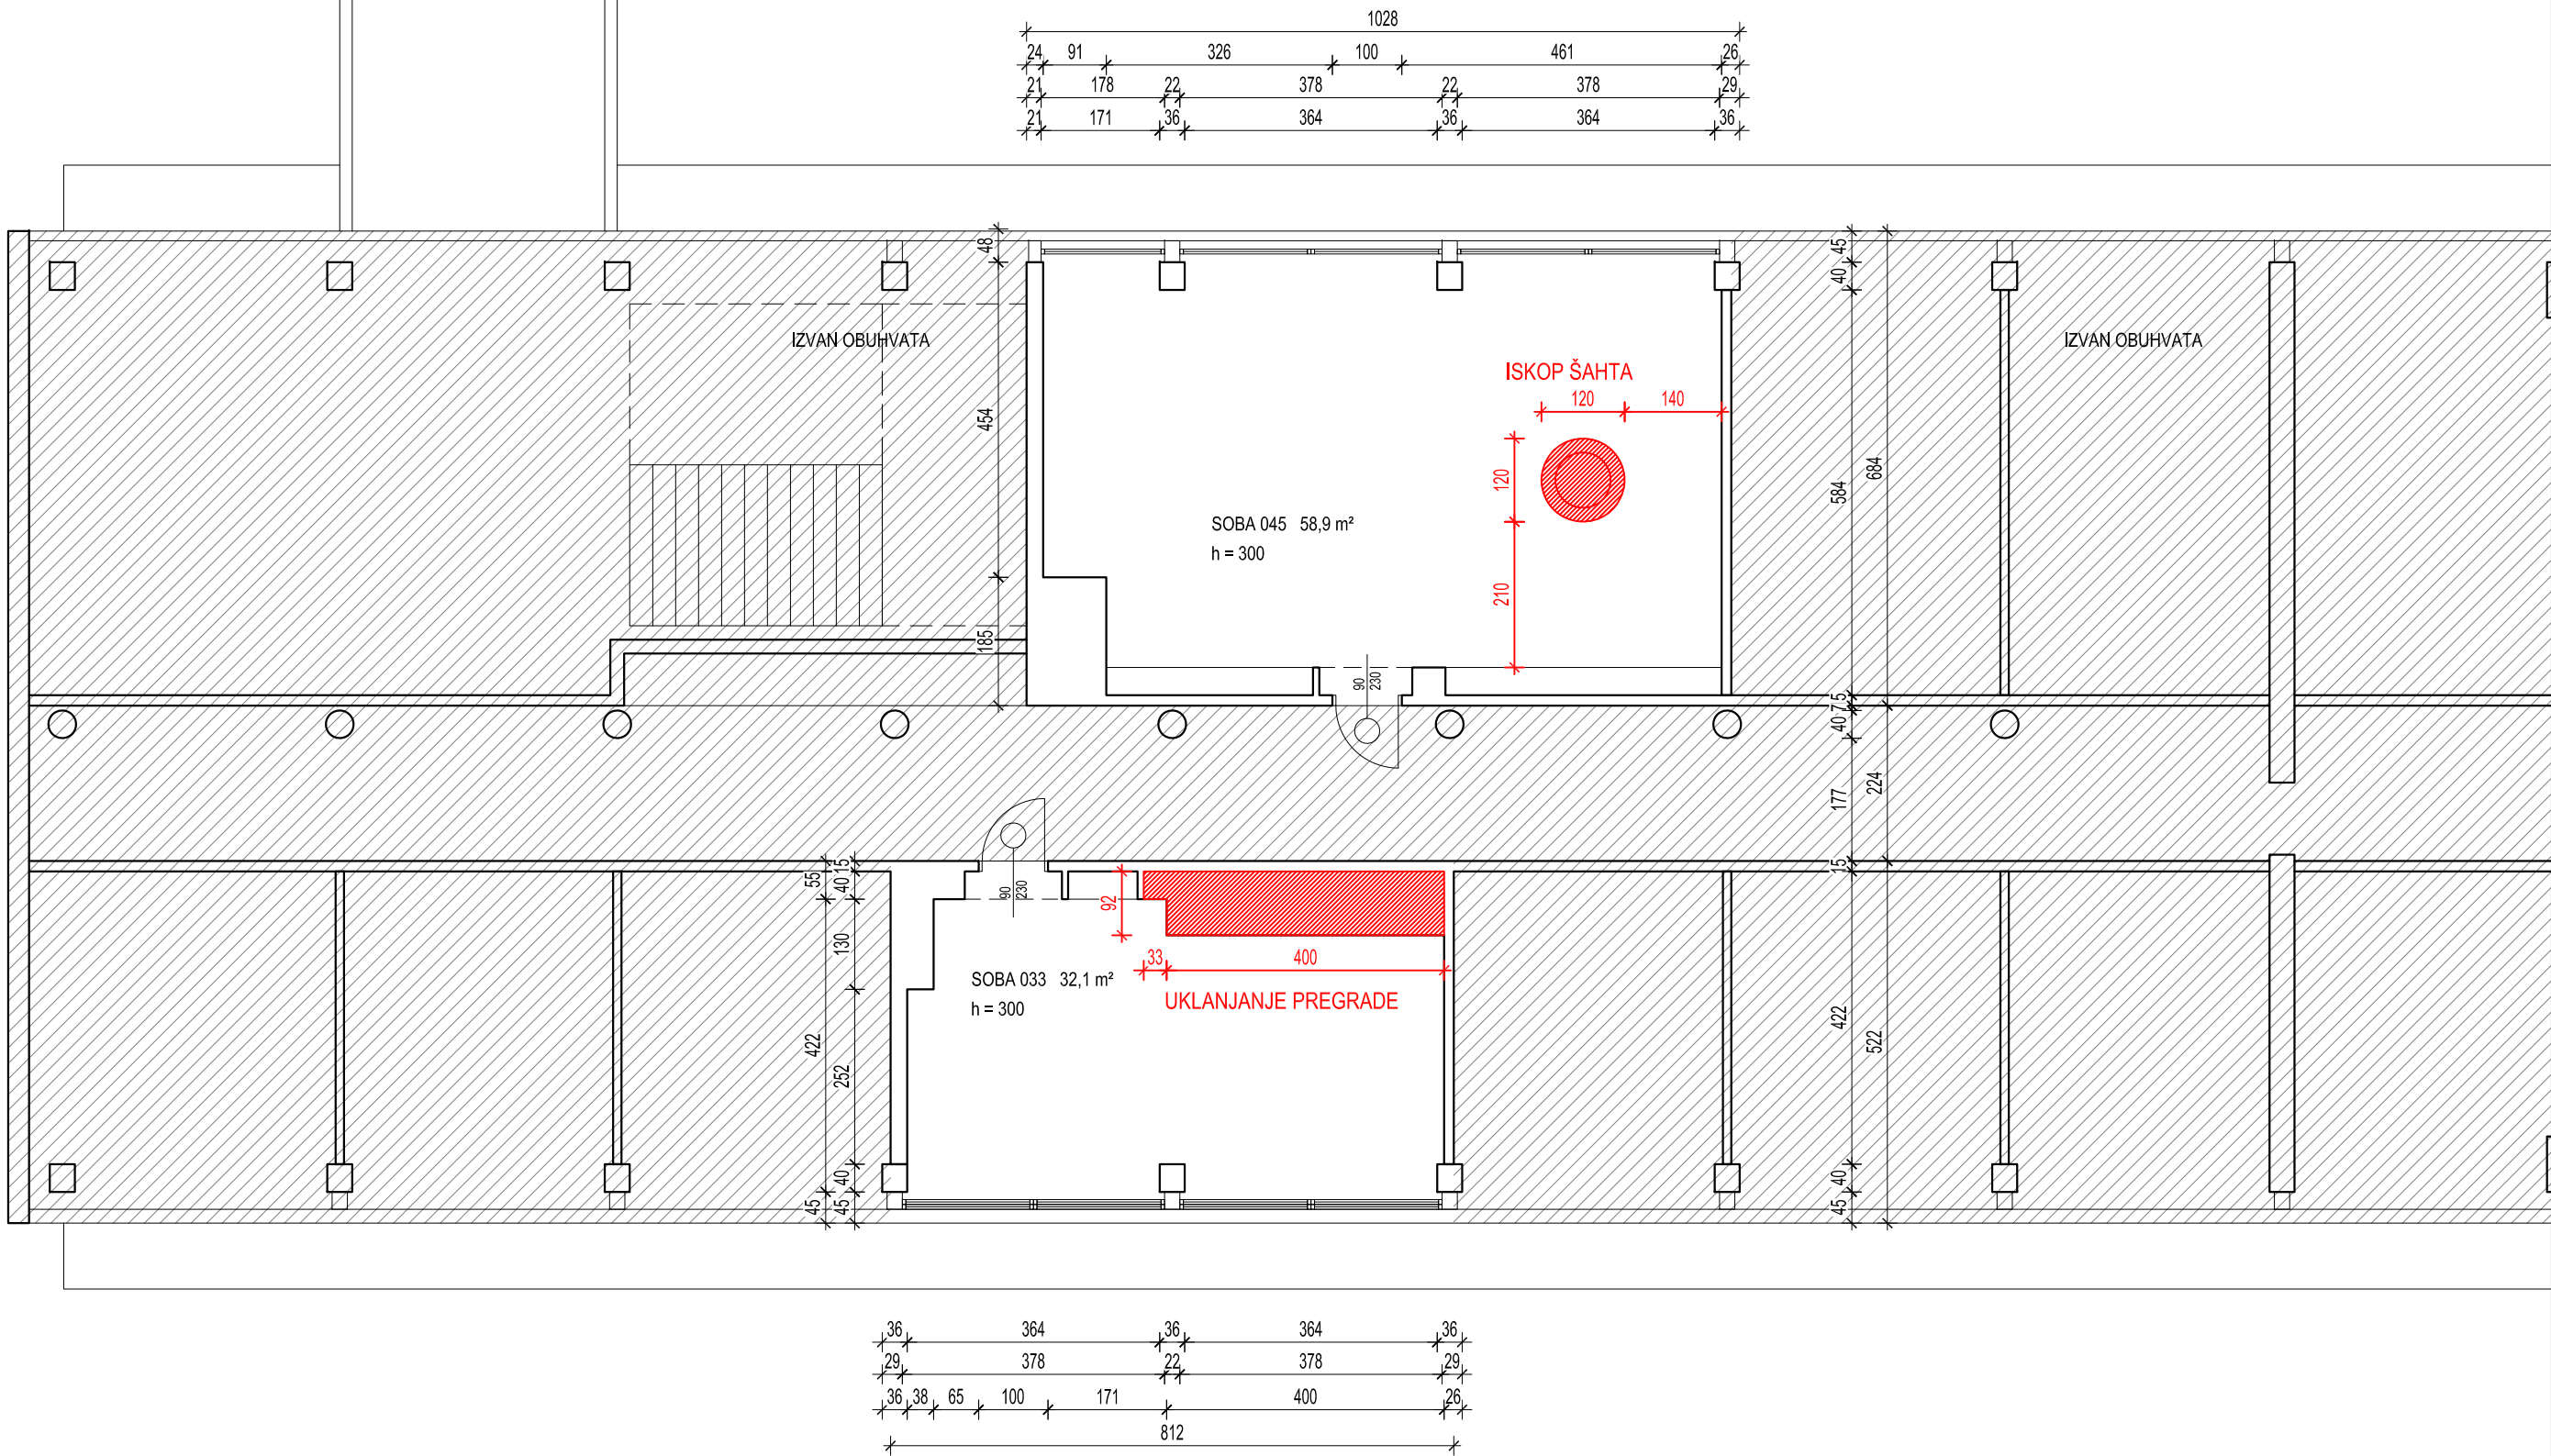 1028
24 91 326 100 461 26
21 178 22 378 22 378 29
21 171 36 364 36 364 36
48
454
185
IZVAN OBUHVATA
ISKOP ŠAHTA
120 140
120
210
SOBA 045 58,9 m²
h = 300
90
230
45
40
584
7,5
40
177
15
422
40
45
684
224
522
IZVAN OBUHVATA
55
422
45
15
40
130
252
40
45
90
230
92
33 400
SOBA 033 32,1 m²
h = 300
UKLANJANJE PREGRADE
36 364 36 364 36
29 378 22 378 29
36 38 65 100 171 400 26
812